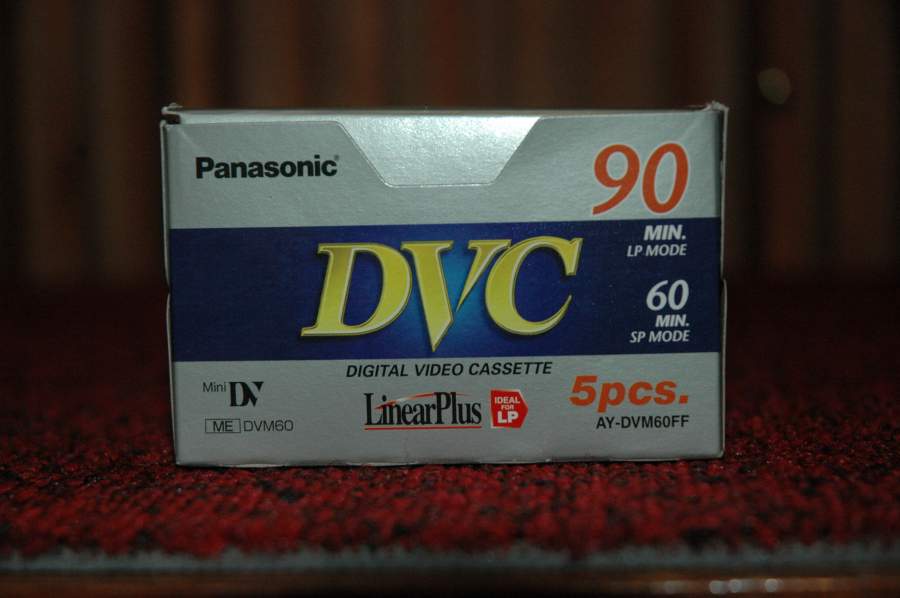 Panasonic®
90
MIN.
LP MODE
DVC
60
MIN.
SP MODE
DIGITAL VIDEO CASSETTE
Mini DV
LinearPlus
IDEAL
FOR
LP
5pcs.
ME DVM60
AY-DVM60FF